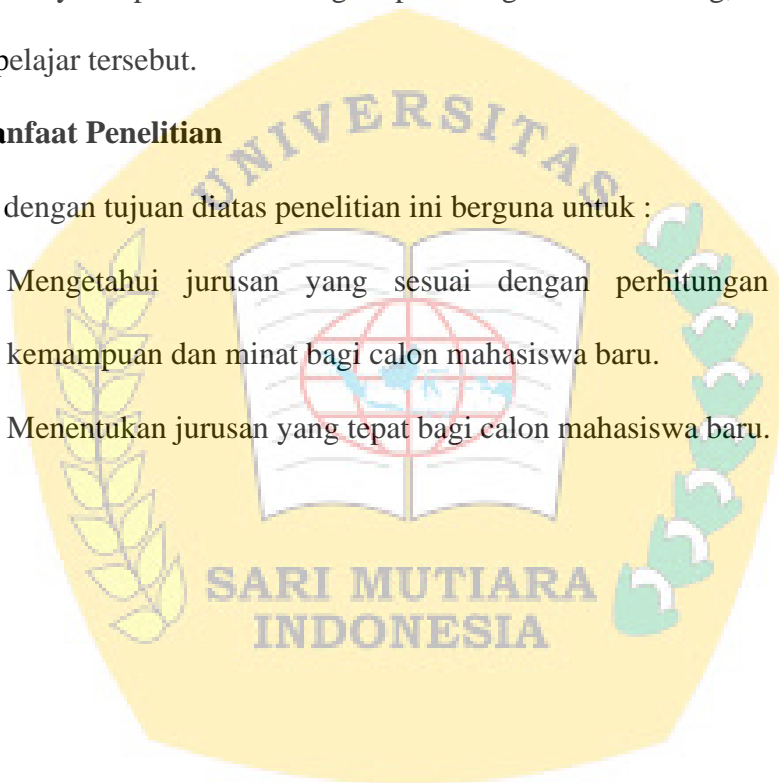 pelajar tersebut.
anfaat Penelitian
dengan tujuan diatas penelitian ini berguna untuk :
Mengetahui jurusan yang sesuai dengan perhitungan
kemampuan dan minat bagi calon mahasiswa baru.
Menentukan jurusan yang tepat bagi calon mahasiswa baru.
UNIVERSITAS
SARI MUTIARA
INDONESIA